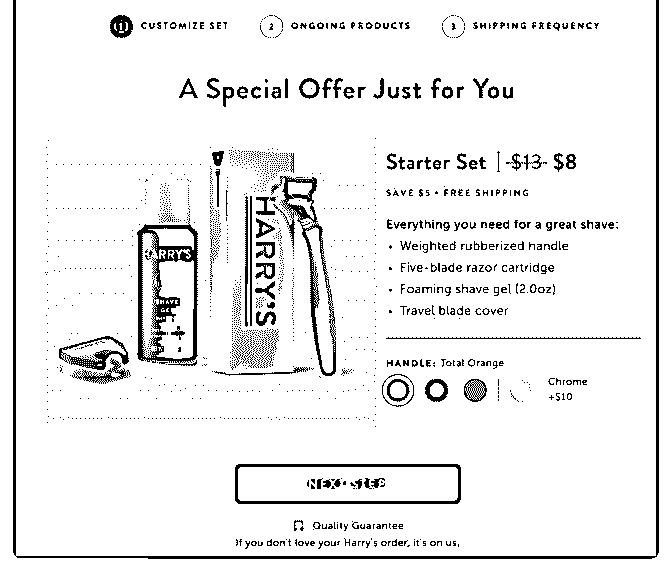 1 CUSTOMIZE SET
2 ONGOING PRODUCTS
3 SHIPPING FREQUENCY
A Special Offer Just for You
Starter Set | $13 $8
SAVE $5 • FREE SHIPPING
Everything you need for a great shave:
• Weighted rubberized handle
• Five-blade razor cartridge
• Foaming shave gel (2.0oz)
• Travel blade cover
HARRY'S
HARRY'S
HANDLE: Total Orange
Chrome
+$10
NEXT STEP
Quality Guarantee
If you don't love your Harry's order, it's on us.